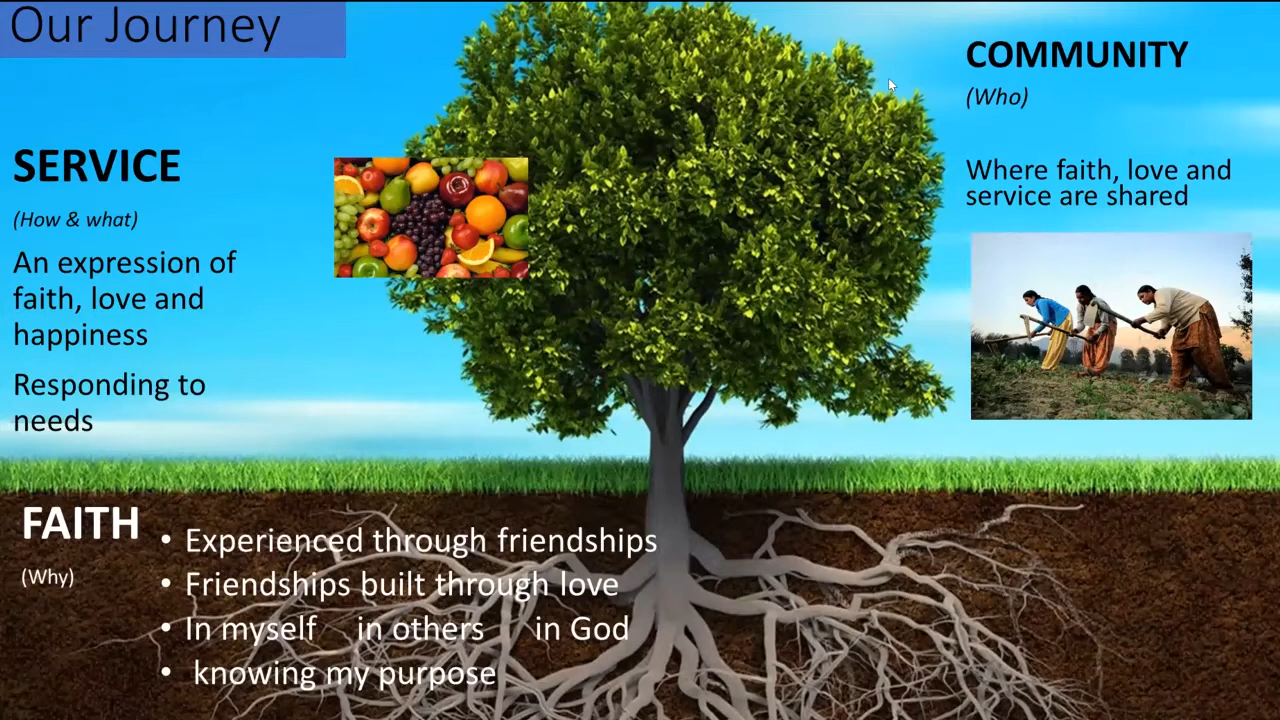 Our Journey
SERVICE
(How & what)
An expression of
faith, love and
happiness
Responding to
needs
COMMUNITY
(Who)
Where faith, love and
service are shared
FAITH
(Why)
• Experienced through friendships
• Friendships built through love
• In myself in others in God
• knowing my purpose